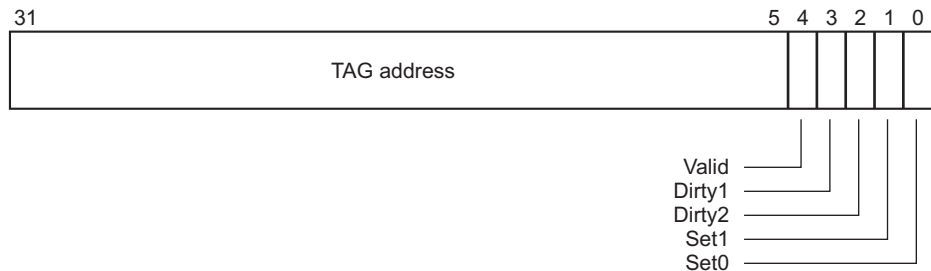 31 5 4 3 2 1 0
TAG address
Valid
Dirty1
Dirty2
Set1
Set0